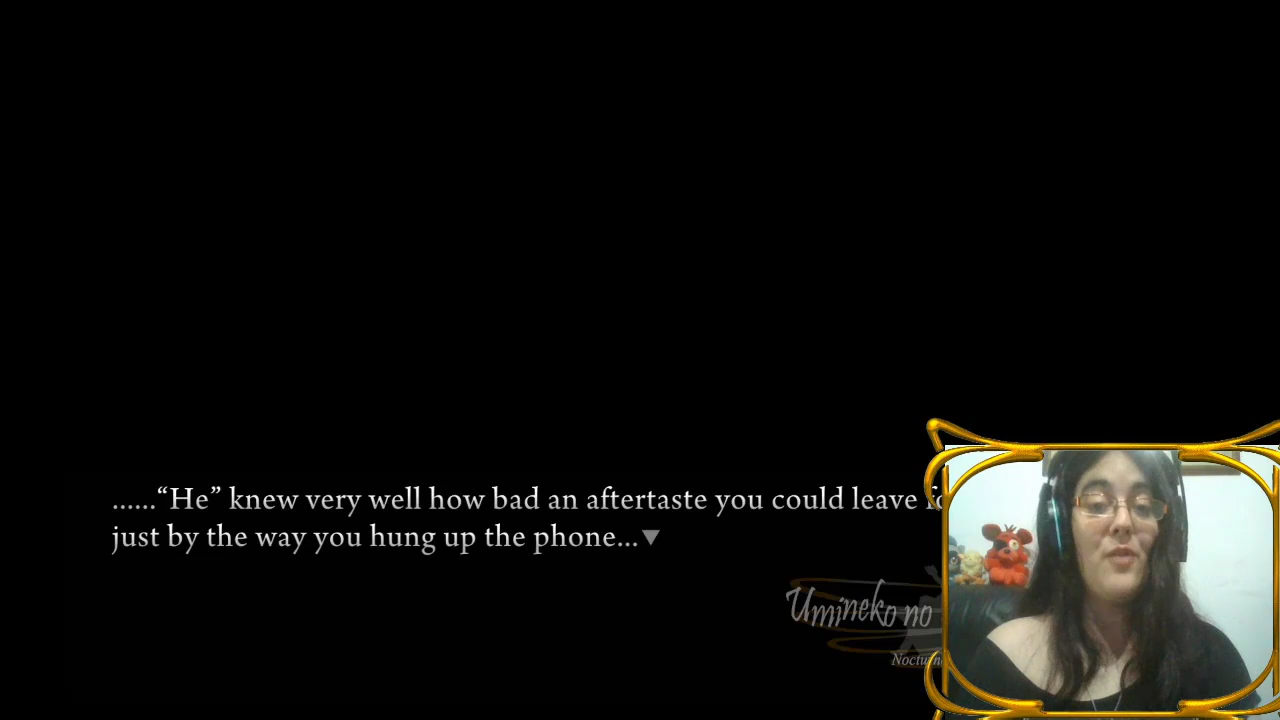 ......“He” knew very well how bad an aftertaste you could leave
just by the way you hung up the phone...
Umineko no